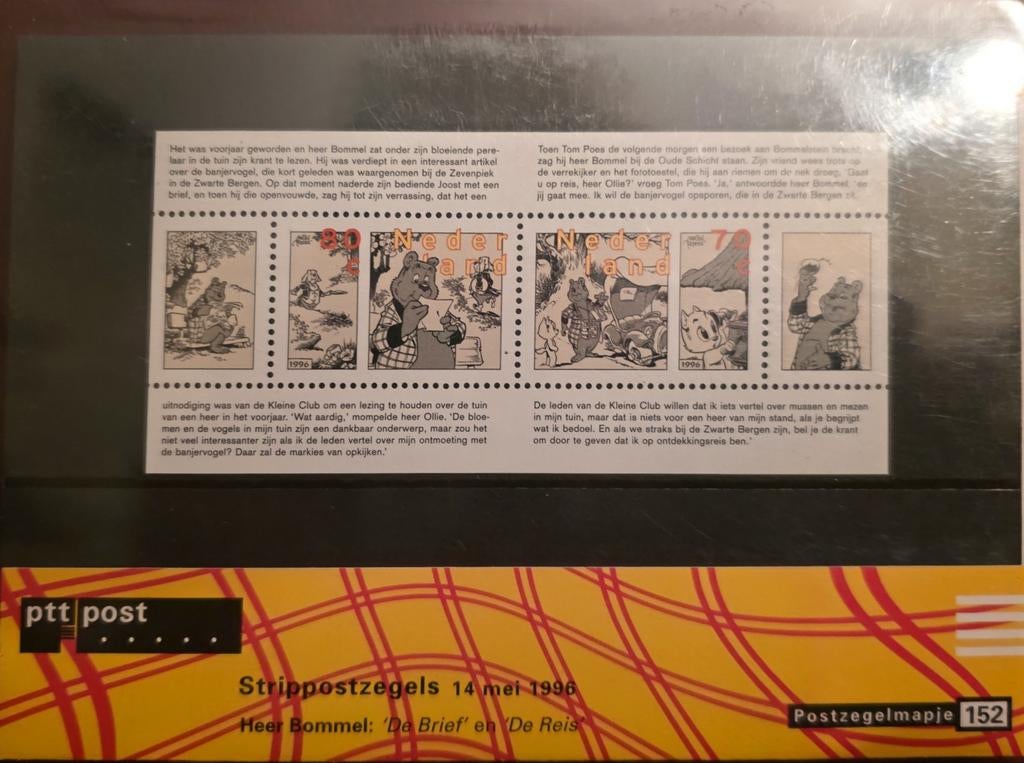 Het was voorjaar geworden en heer Bommel zat onder zijn bloeiende pere-
laar in de tuin zijn krant te lezen. Hij was verdiept in een interessant artikel
over de banjervogel, die kort geleden was waargenomen bij de Zevenpiek
in de Zwarte Bergen. Op dat moment naderde zijn bediende Joost met een
brief, en toen hij die openvouwde, zag hij tot zijn verrassing, dat het een
Toen Tom Poes de volgende morgen een bezoek aan Bommelstein bracht,
zag hij heer Bommel bij de Oude Schicht staan. Zijn vriend wees trots op
de verrekijker en het fototoestel, die hij aan riemen om de nek droeg. 'Gaat
u op reis, heer Ollie?' vroeg Tom Poes. 'Ja,' antwoordde heer Bommel, 'en
jij gaat mee. Ik wil de banjervogel opsporen, die in de Zwarte Bergen zit.
80
c
Neder
land
1996
Neder
land
70
c
1996
uitnodiging was van de Kleine Club om een lezing te houden over de tuin
van een heer in het voorjaar. 'Wat aardig,' mompelde heer Ollie. 'De bloe-
men en de vogels in mijn tuin zijn een dankbaar onderwerp, maar zou het
niet veel interessanter zijn als ik de leden vertel over mijn ontmoeting met
de banjervogel? Daar zal de markies van opkijken.'
De leden van de Kleine Club willen dat ik iets vertel over mussen en mezen
in mijn tuin, maar dat is niets voor een heer van mijn stand, als je begrijpt
wat ik bedoel. En als we straks bij de Zwarte Bergen zijn, bel je de krant
om door te geven dat ik op ontdekkingsreis ben.'
ptt post
Strippostzegels 14 mei 1996
Heer Bommel: 'De Brief' en 'De Reis'
Postzegelmapje 152